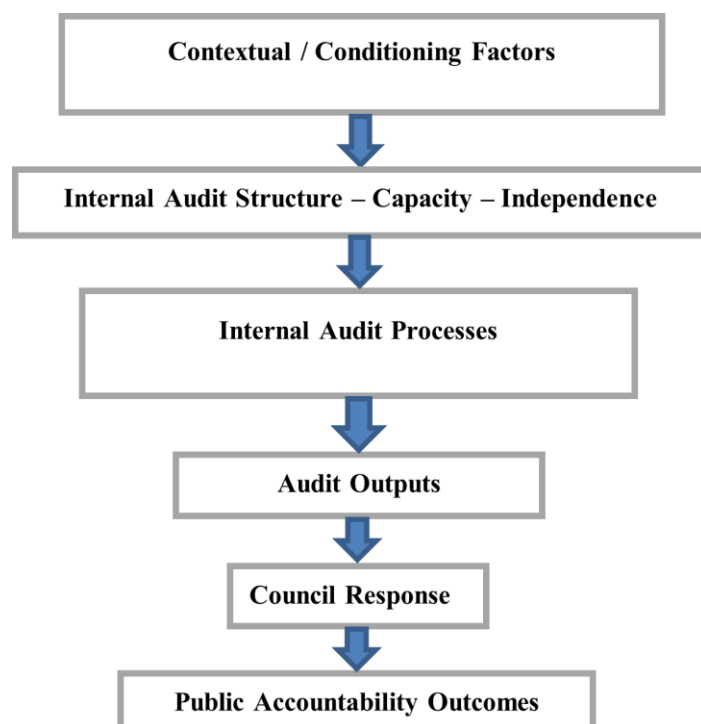 Contextual / Conditioning Factors
Internal Audit Structure – Capacity – Independence
Internal Audit Processes
Audit Outputs
Council Response
Public Accountability Outcomes